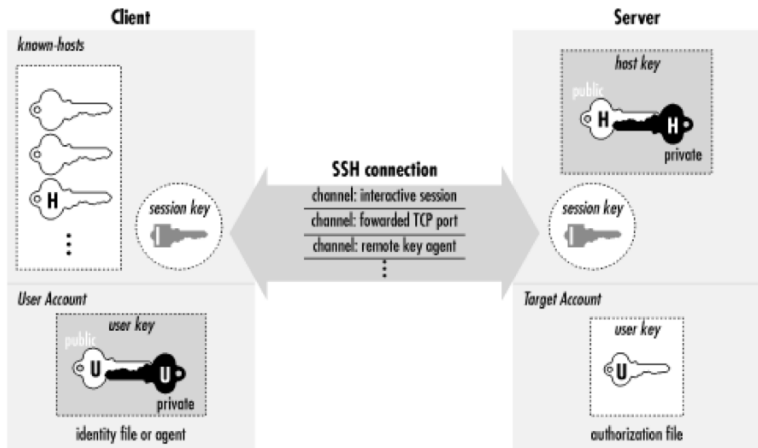 Client
known-hosts
H
session key
User Account
user key
public
U
U
private
identity file or agent
SSH connection
channel: interactive session
channel: fowarded TCP port
channel: remote key agent
Server
host key
public
H
H
private
session key
Target Account
user key
U
authorization file